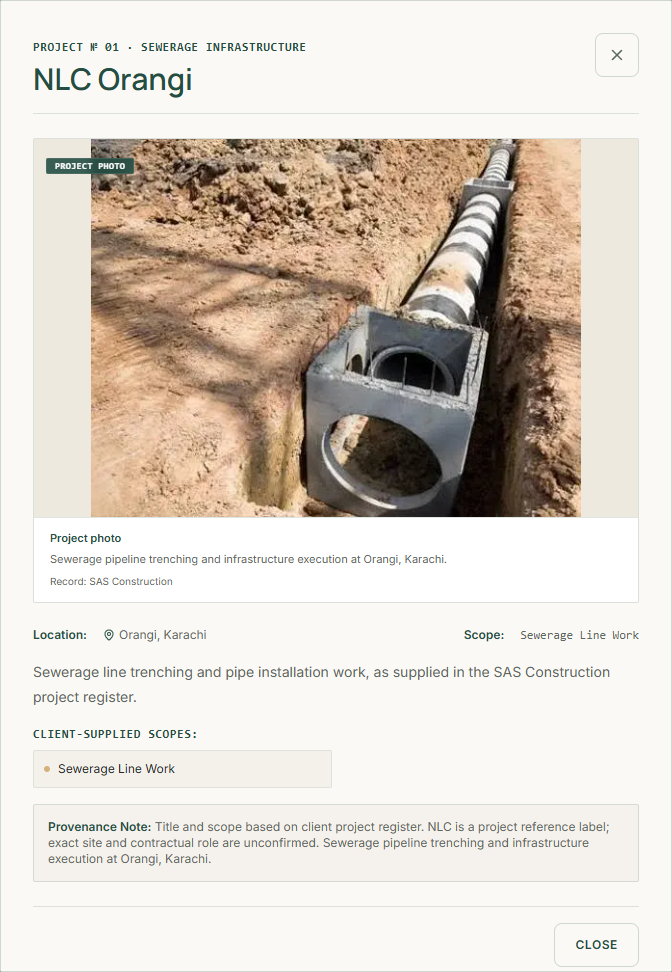 PROJECT № 01 · SEWERAGE INFRASTRUCTURE
NLC Orangi
PROJECT PHOTO
Project photo
Sewerage pipeline trenching and infrastructure execution at Orangi, Karachi.
Record: SAS Construction
Location: Orangi, Karachi
Scope: Sewerage Line Work
Sewerage line trenching and pipe installation work, as supplied in the SAS Construction
project register.
CLIENT-SUPPLIED SCOPES:
Sewerage Line Work
Provenance Note: Title and scope based on client project register. NLC is a project reference label;
exact site and contractual role are unconfirmed. Sewerage pipeline trenching and infrastructure
execution at Orangi, Karachi.
CLOSE